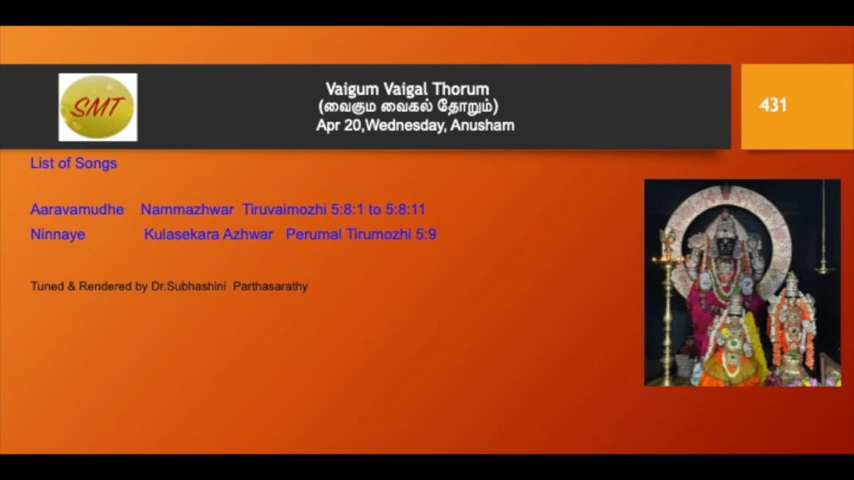 SMT
Vaigum Vaigal Thorum
(வைகும வைகல் தோறும்)
Apr 20,Wednesday, Anusham
431
List of Songs
Aaravamudhe Nammazhwar Tiruvaimozhi 5:8:1 to 5:8:11
Ninnaye Kulasekara Azhwar Perumal Tirumozhi 5:9
Tuned & Rendered by Dr.Subhashini Parthasarathy